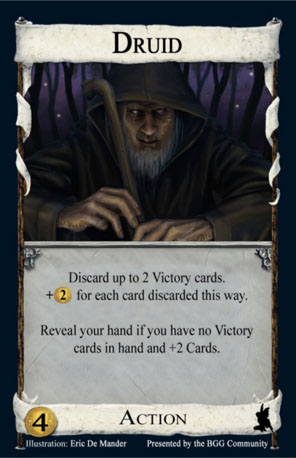 DRUID
Discard up to 2 Victory cards.
+2 for each card discarded this way.
Reveal your hand if you have no Victory
cards in hand and +2 Cards.
4
ACTION
Illustration: Eric De Mander Presented by the BGG Community